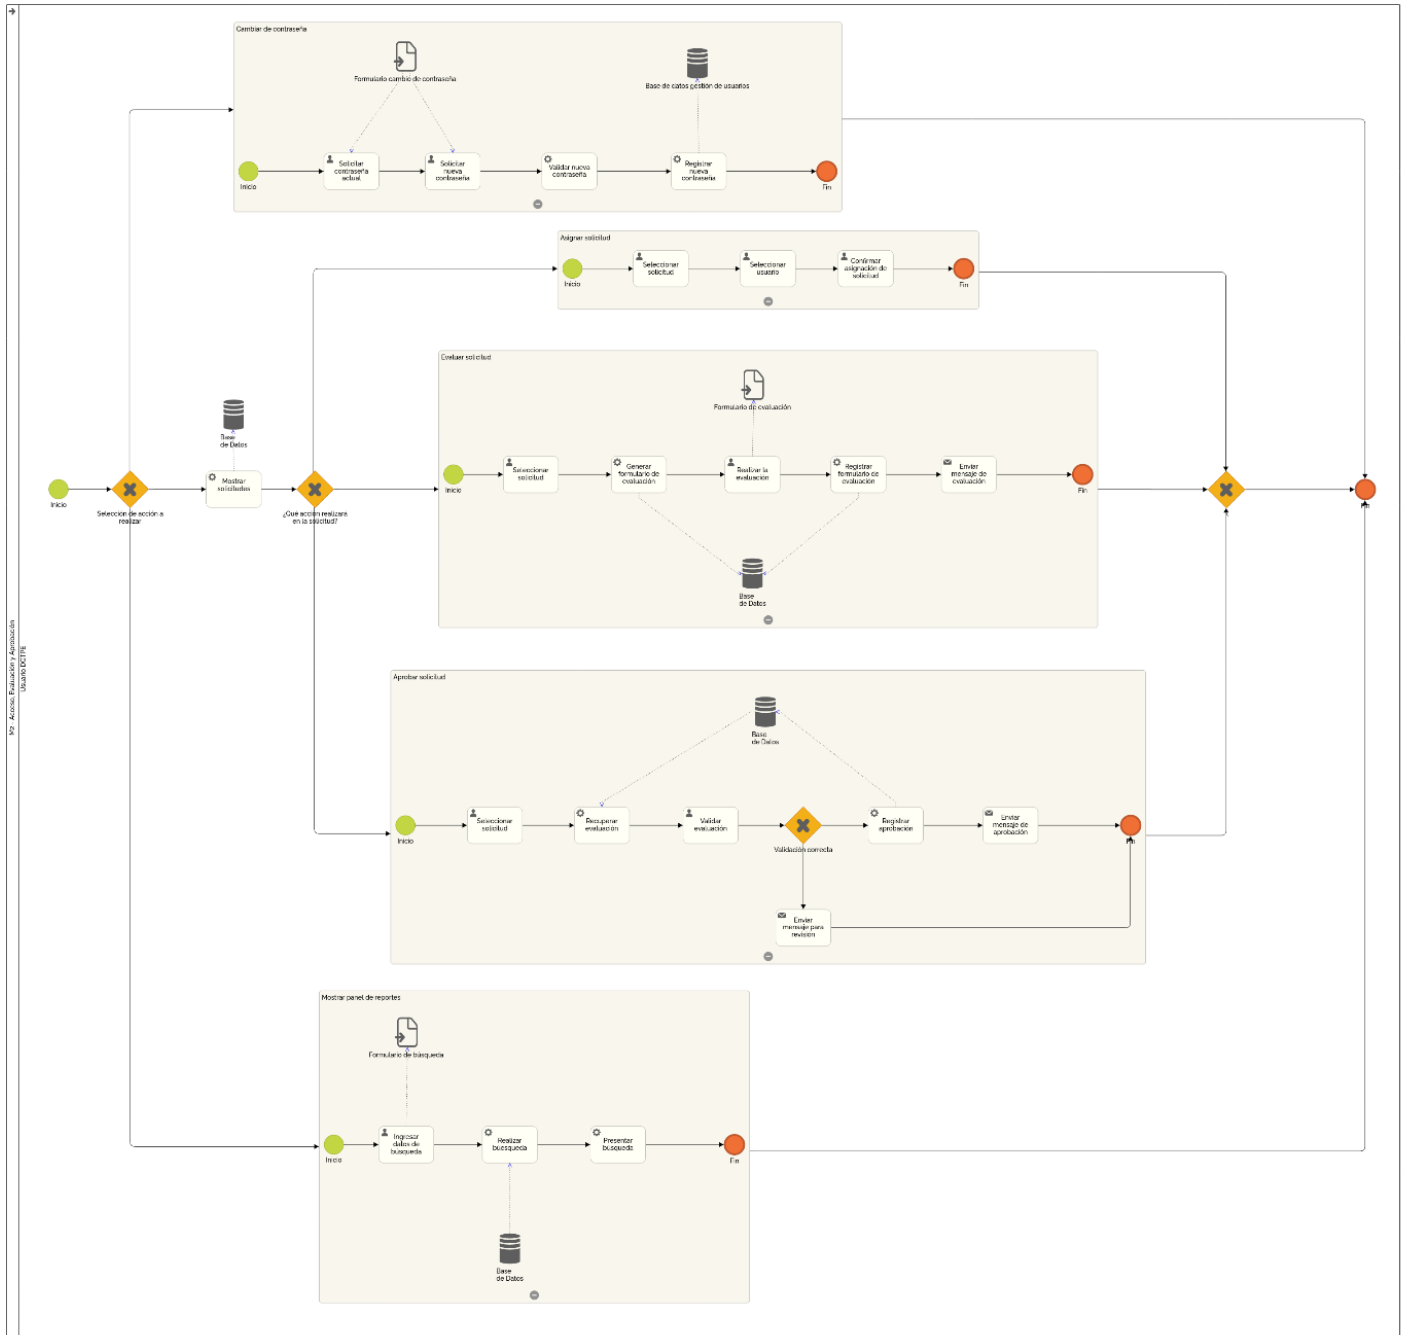 Cambiar de contraseña
Formulario cambio de contraseña
Base de datos gestión de usuarios
Inicio
Solicitar
contraseña
actual
Solicitar
nueva
contraseña
Validar nueva
contraseña
Registrar
nueva
contraseña
Fin
Asignar solicitud
Inicio
Seleccionar
solicitud
Seleccionar
usuario
Confirmar
asignación de
solicitud
Fin
Evaluar solicitud
Formulario de evaluación
Inicio
Seleccionar
solicitud
Generar
formulario de
evaluación
Realizar la
evaluación
Registrar
formulario de
evaluación
Enviar
mensaje de
evaluación
Fin
Base
de Datos
Base
de Datos
Inicio
Selección de acción a
realizar
Mostrar
solicitudes
¿Qué acción realizara
en la solicitud?
Fin
Acceso, Evaluación y Aprobación
Usuario DGTPE
Aprobar solicitud
Base
de Datos
Inicio
Seleccionar
solicitud
Recuperar
evaluación
Validar
evaluación
Validación correcta
Registrar
aprobación
Enviar
mensaje de
aprobación
Fin
Enviar
mensaje para
revisión
Mostrar panel de reportes
Formulario de búsqueda
Inicio
Ingresar
datos de
búsqueda
Realizar
búesqueda
Presentar
búsqueda
Fin
Base
de Datos